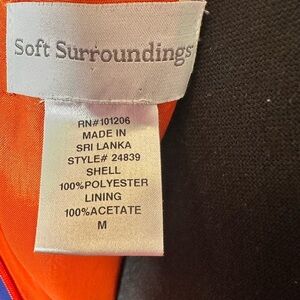 Soft Surroundings
RN#101206
MADE IN
SRI LANKA
STYLE# 24839
SHELL
100%POLYESTER
LINING
100%ACETATE
M